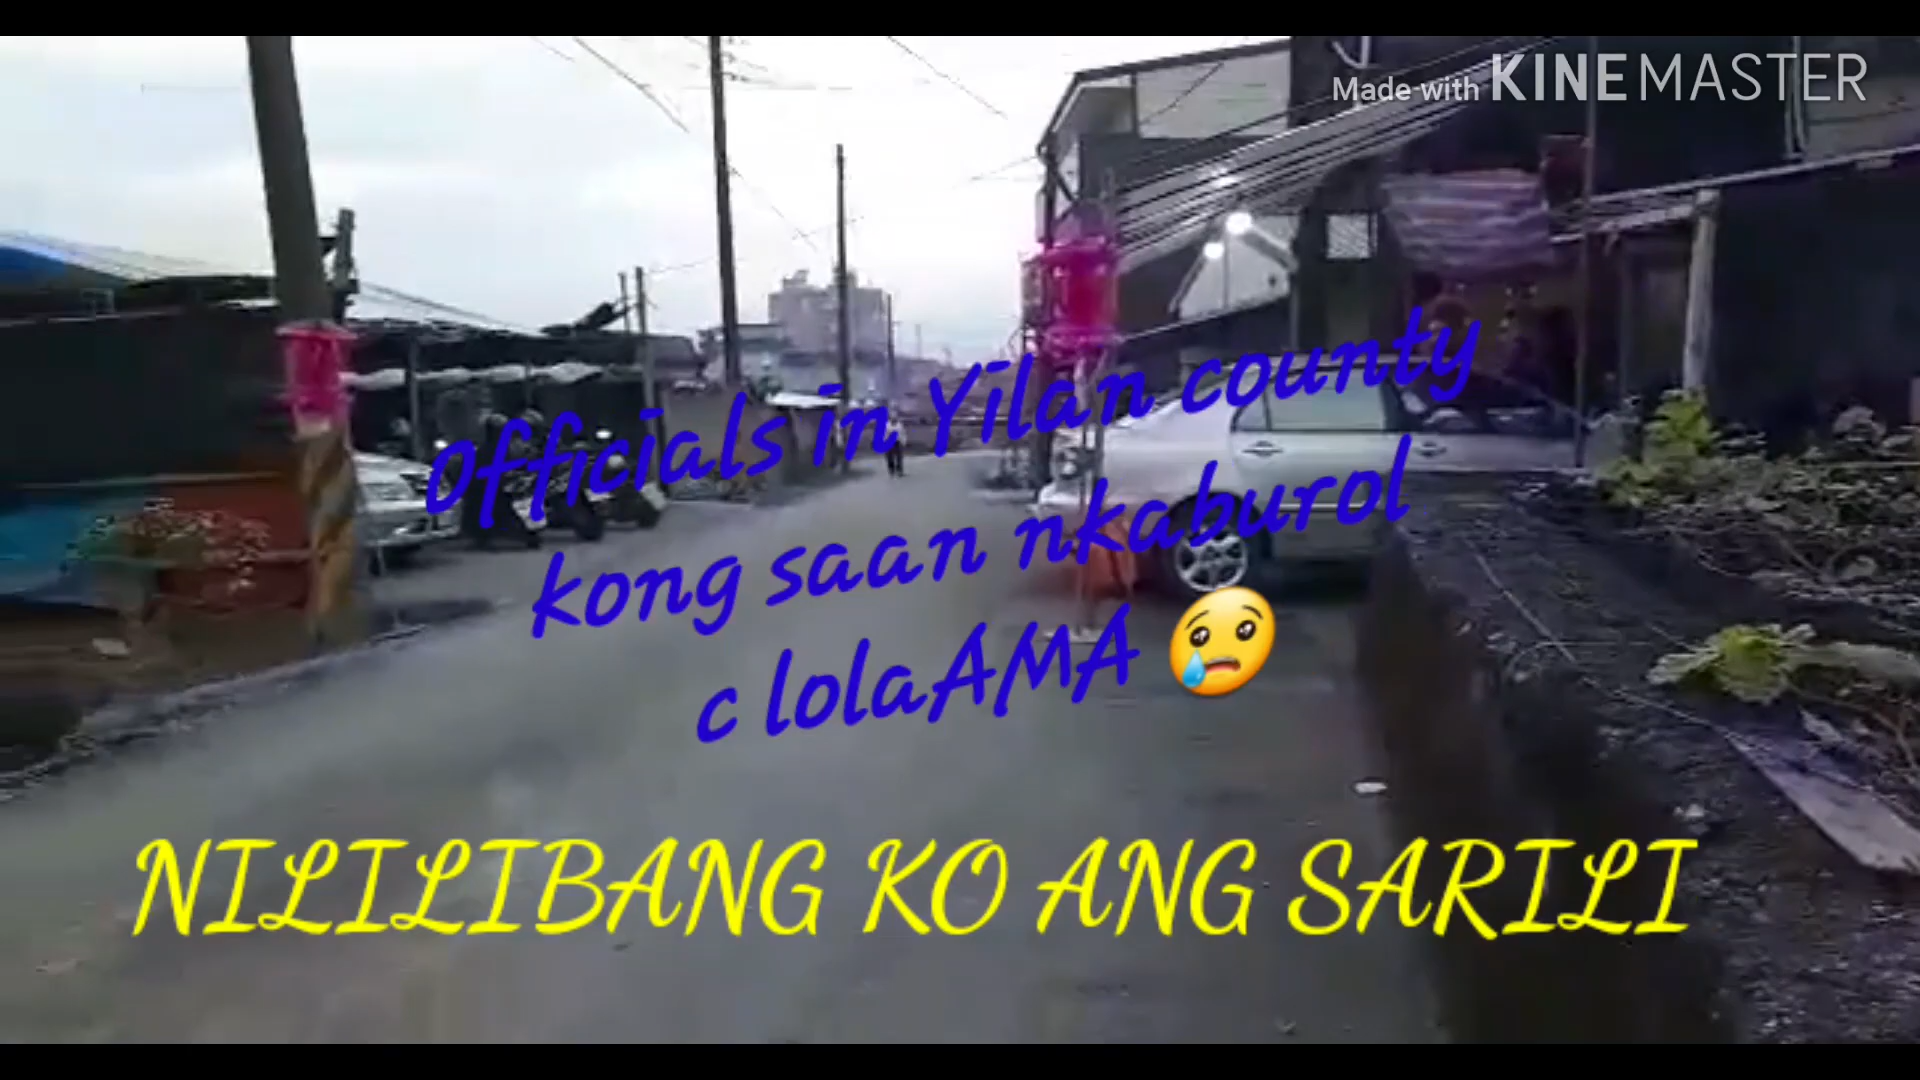 Made with KINEMASTER
Officials in Yilan county
kong saan nkaburol
c lolaAMA 😢
NILILIBANG KO ANG SARILI